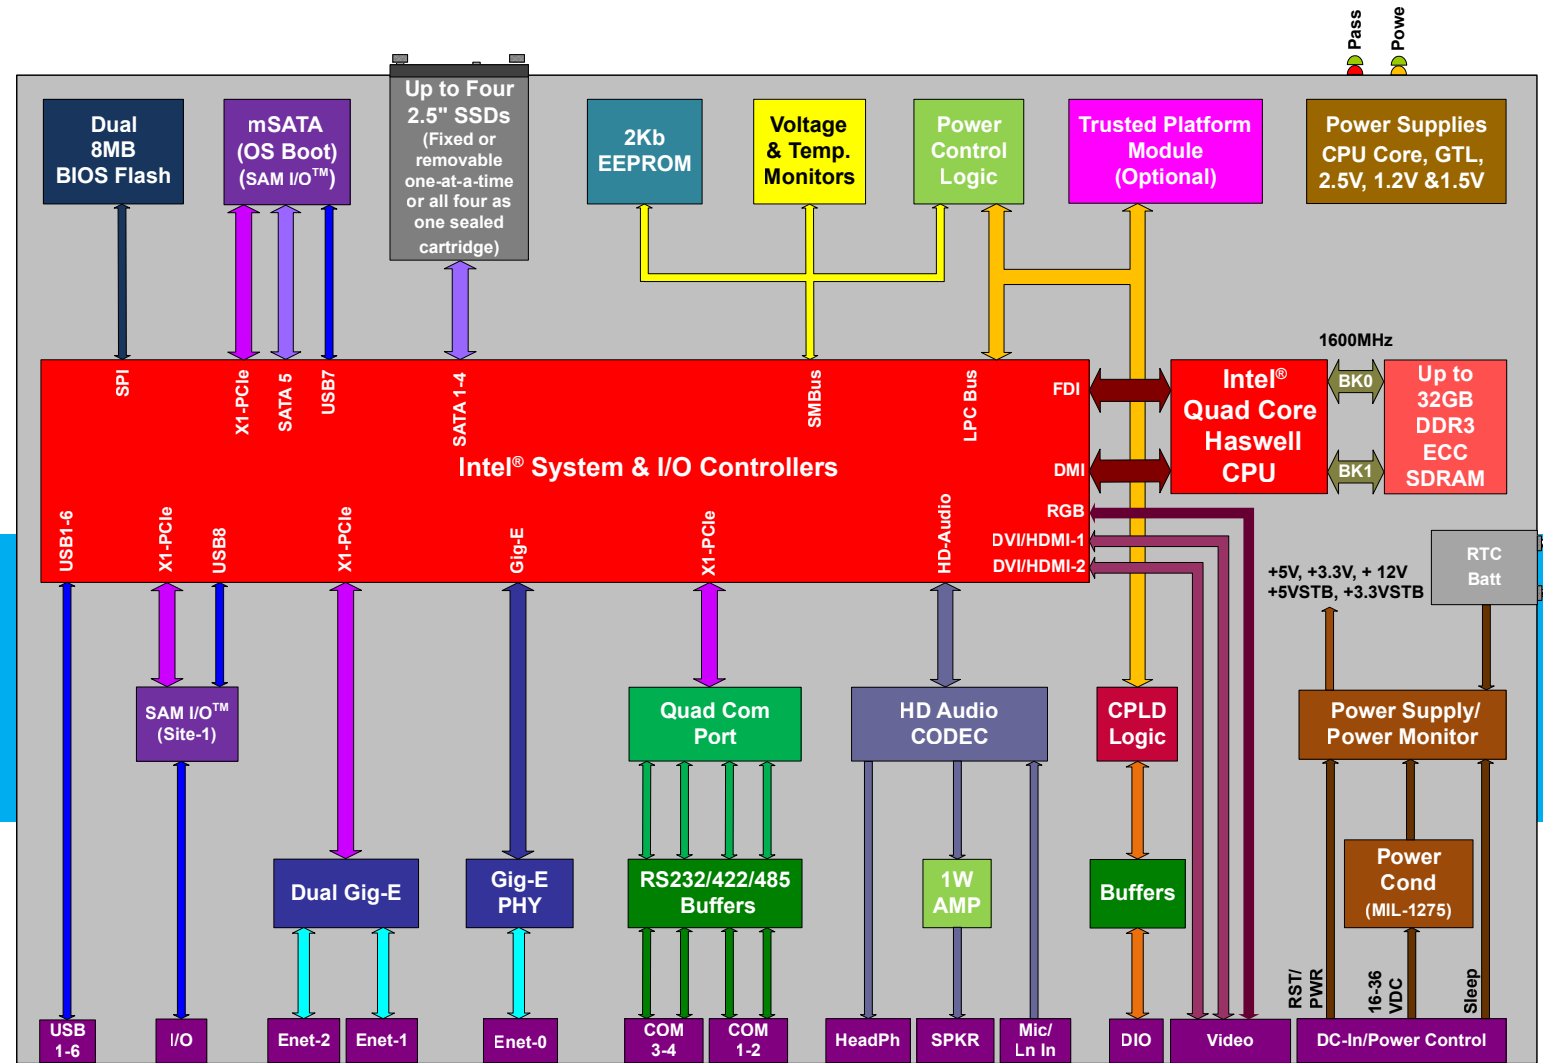 Pass
Powe
Dual
8MB
BIOS Flash
mSATA
(OS Boot)
(SAM I/O™)
Up to Four
2.5" SSDs
(Fixed or
removable
one-at-a-time
or all four as
one sealed
cartridge)
2Kb
EEPROM
Voltage
& Temp.
Monitors
Power
Control
Logic
Trusted Platform
Module
(Optional)
Power Supplies
CPU Core, GTL,
2.5V, 1.2V &1.5V
SPI
X1-PCIe
SATA 5
USB7
SATA 1-4
SMBus
LPC Bus
FDI
DMI
RGB
DVI/HDMI-1
DVI/HDMI-2
Intel® System & I/O Controllers
Intel®
Quad Core
Haswell
CPU
1600MHz
BK0
BK1
Up to
32GB
DDR3
ECC
SDRAM
USB1-6
X1-PCIe
USB8
X1-PCIe
Gig-E
X1-PCIe
HD-Audio
RTC
Batt
+5V, +3.3V, + 12V
+5VSTB, +3.3VSTB
SAM I/O™
(Site-1)
Quad Com
Port
HD Audio
CODEC
CPLD
Logic
Power Supply/
Power Monitor
Dual Gig-E
Gig-E
PHY
RS232/422/485
Buffers
1W
AMP
Buffers
Power
Cond
(MIL-1275)
RST/
PWR
16-36
VDC
Sleep
USB
1-6
I/O
Enet-2
Enet-1
Enet-0
COM
3-4
COM
1-2
HeadPh
SPKR
Mic/
Ln In
DIO
Video
DC-In/Power Control